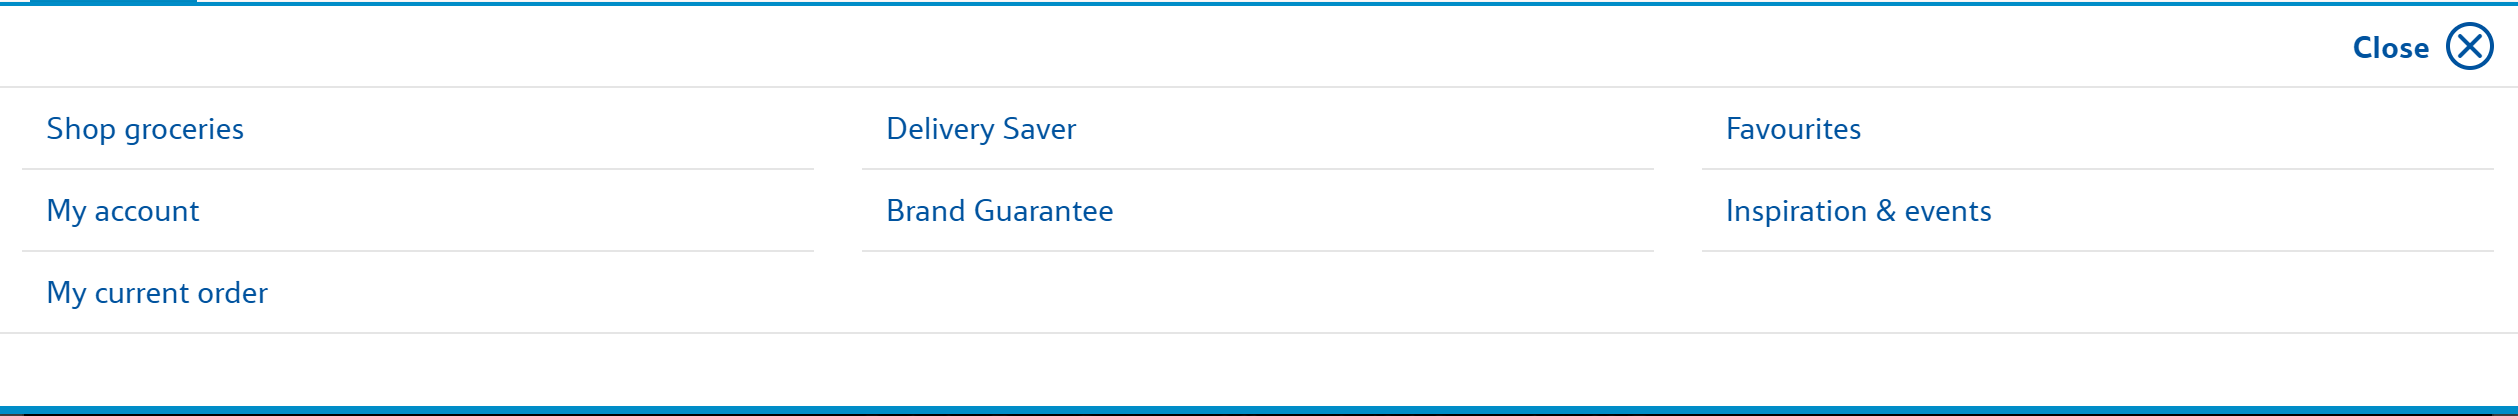 Close
Shop groceries
Delivery Saver
Favourites
My account
Brand Guarantee
Inspiration & events
My current order